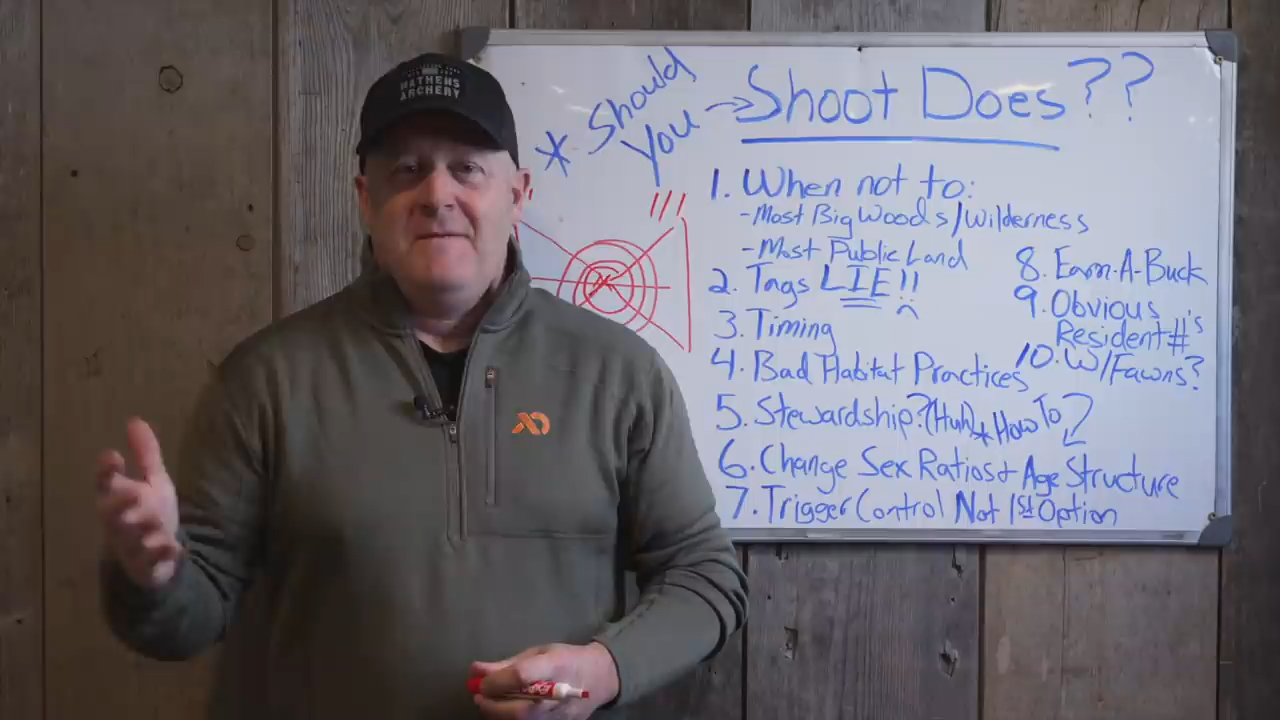 MATHEWS
ARCHERY
* Should
You → Shoot Does??
1. When not to:
- Most Big Woods/Wilderness
- Most Public Land
2. Tags LIE!!
3. Timing
4. Bad Habitat Practices
5. Stewardship? (Huh) * How To
6. Change Sex Ratios + Age Structure
7. Trigger Control Not 1st Option
8. Earn-A-Buck
9. Obvious
Resident #'s
10. W/Fawns?